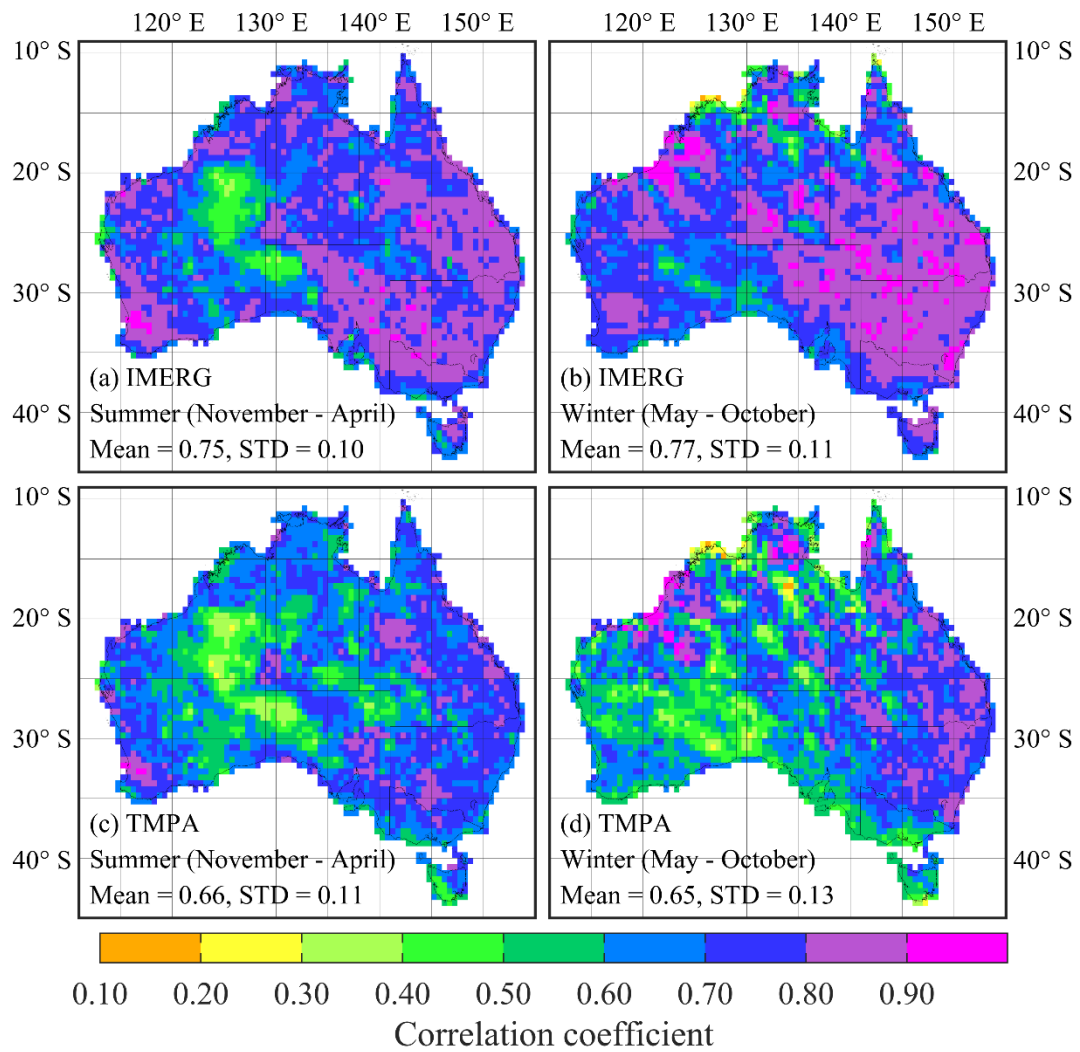 120° E 130° E 140° E 150° E 120° E 130° E 140° E 150° E
10° S 10° S
20° S 20° S
30° S 30° S
(a) IMERG (b) IMERG
40° S Summer (November - April) Winter (May - October) 40° S
Mean = 0.75, STD = 0.10 Mean = 0.77, STD = 0.11
10° S 10° S
20° S 20° S
30° S 30° S
(c) TMPA (d) TMPA
40° S Summer (November - April) Winter (May - October) 40° S
Mean = 0.66, STD = 0.11 Mean = 0.65, STD = 0.13
0.10 0.20 0.30 0.40 0.50 0.60 0.70 0.80 0.90
Correlation coefficient